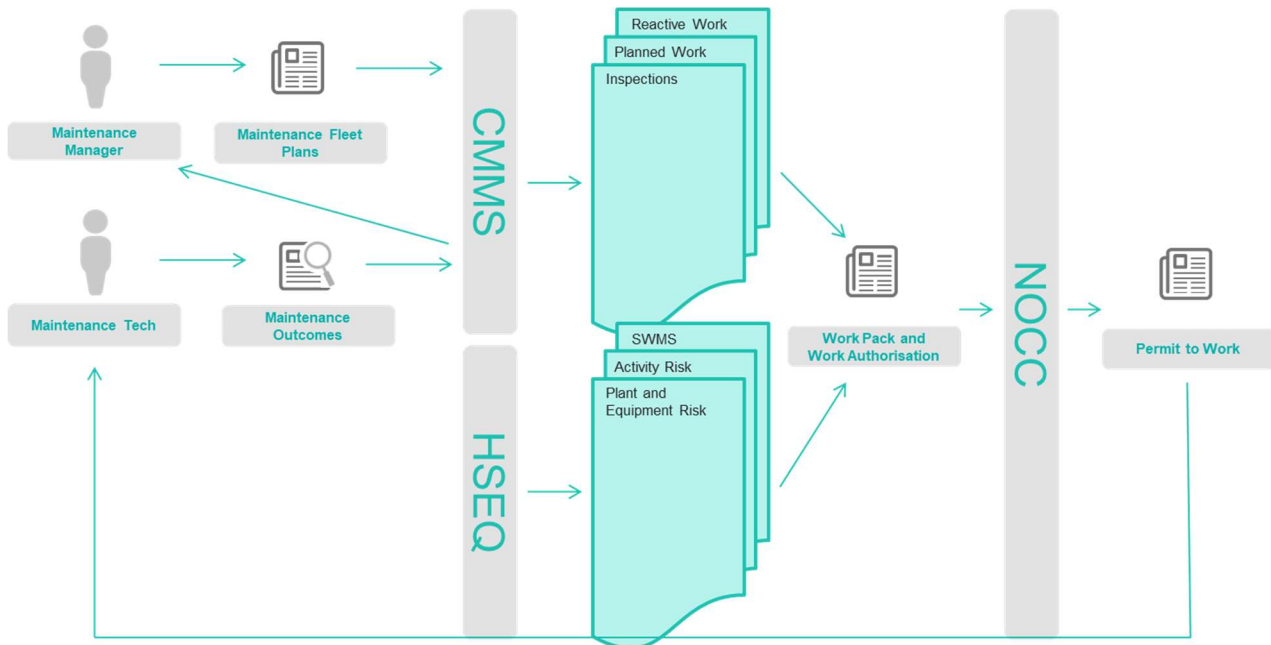 Reactive Work
Planned Work
Inspections
Maintenance
Manager
Maintenance Fleet
Plans
CMMS
Maintenance Tech
Maintenance
Outcomes
SWMS
Activity Risk
Plant and
Equipment Risk
HSEQ
Work Pack and
Work Authorisation
NOCC
Permit to Work